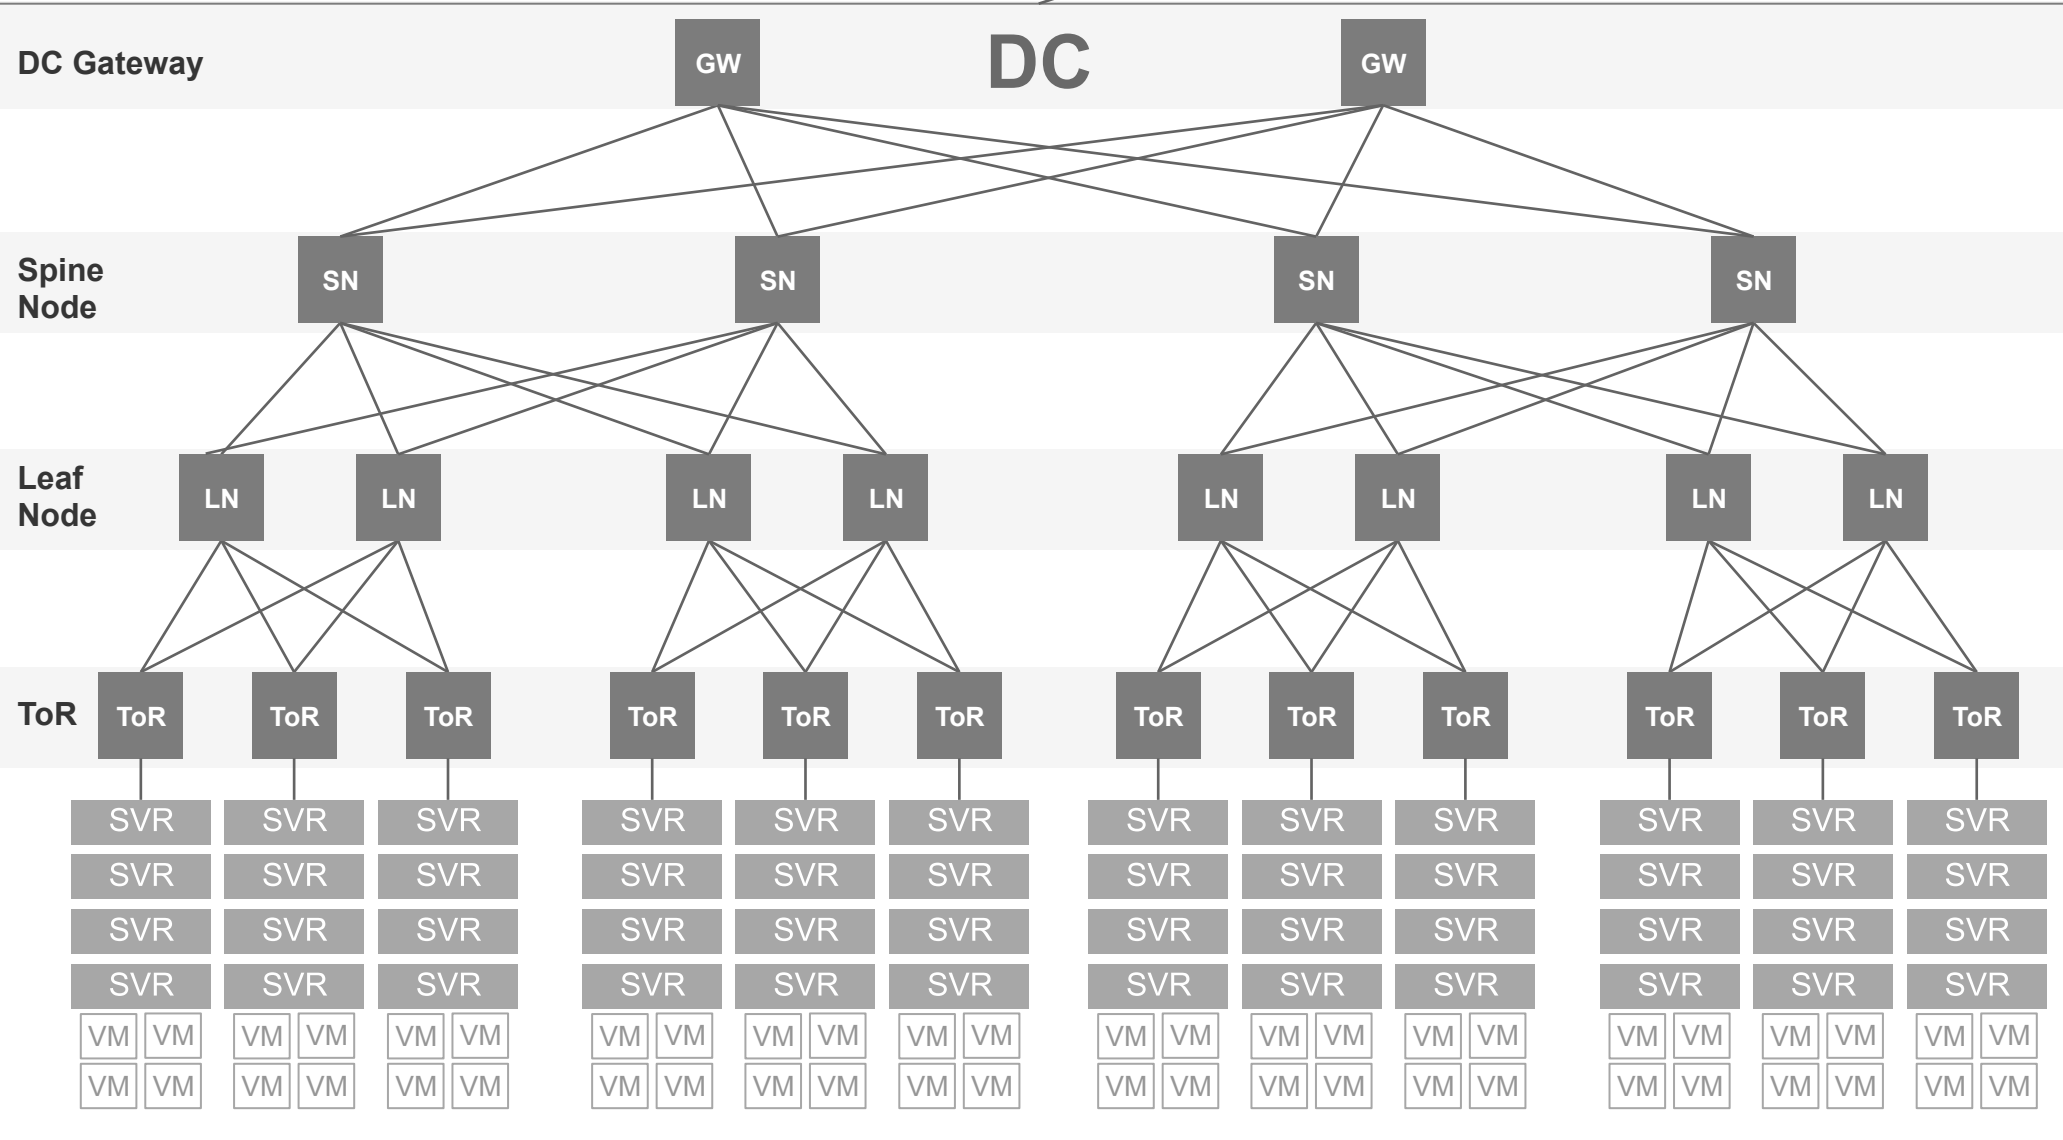 DC Gateway
GW DC GW
Spine
Node
SN SN SN SN
Leaf
Node
LN LN LN LN LN LN LN LN
ToR
ToR ToR ToR ToR ToR ToR ToR ToR ToR ToR ToR ToR
SVR SVR SVR SVR SVR SVR SVR SVR SVR SVR SVR SVR
SVR SVR SVR SVR SVR SVR SVR SVR SVR SVR SVR SVR
SVR SVR SVR SVR SVR SVR SVR SVR SVR SVR SVR SVR
SVR SVR SVR SVR SVR SVR SVR SVR SVR SVR SVR SVR
VM VM VM VM VM VM VM VM VM VM VM VM VM VM VM VM VM VM VM VM VM VM VM VM
VM VM VM VM VM VM VM VM VM VM VM VM VM VM VM VM VM VM VM VM VM VM VM VM